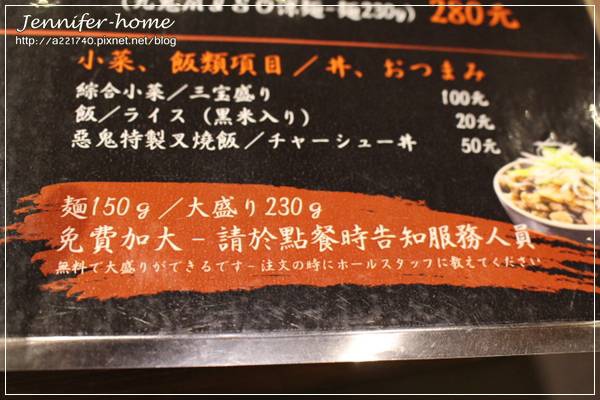 Jennifer-home
http://a221740.pixnet.net/blog
麺230g) 280元
小菜、飯類項目／丼、おつまみ
綜合小菜／三宝盛り 100元
飯／ライス（黒米入り） 20元
惡鬼特製叉燒飯／チャーシュー丼 50元
麵150g／大盛り230g
免費加大－請於點餐時告知服務人員
無料で大盛りができるです－注文の時にホールスタッフに教えてください